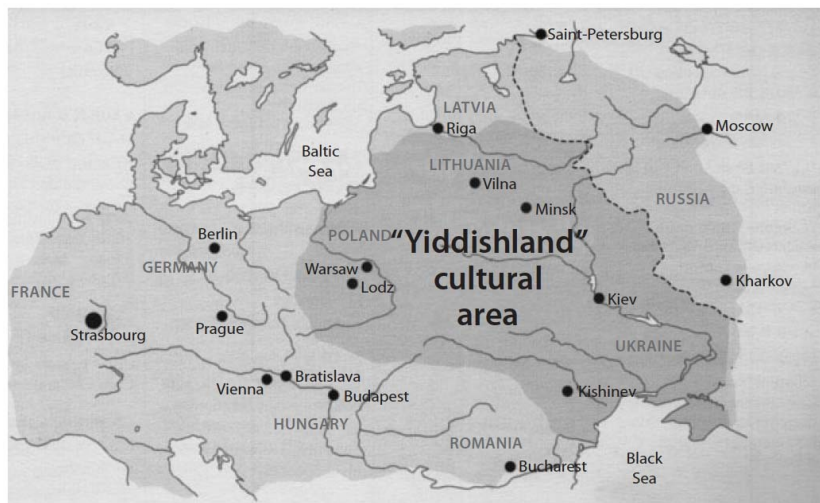 Saint-Petersburg
LATVIA
Riga
Moscow
Baltic
Sea
LITHUANIA
Vilna
RUSSIA
Minsk
Berlin
POLAND
"Yiddishland"
cultural
area
GERMANY
Warsaw
Lodz
Kharkov
FRANCE
Kiev
Strasbourg
Prague
UKRAINE
Bratislava
Vienna
Budapest
Kishinev
HUNGARY
ROMANIA
Bucharest
Black
Sea